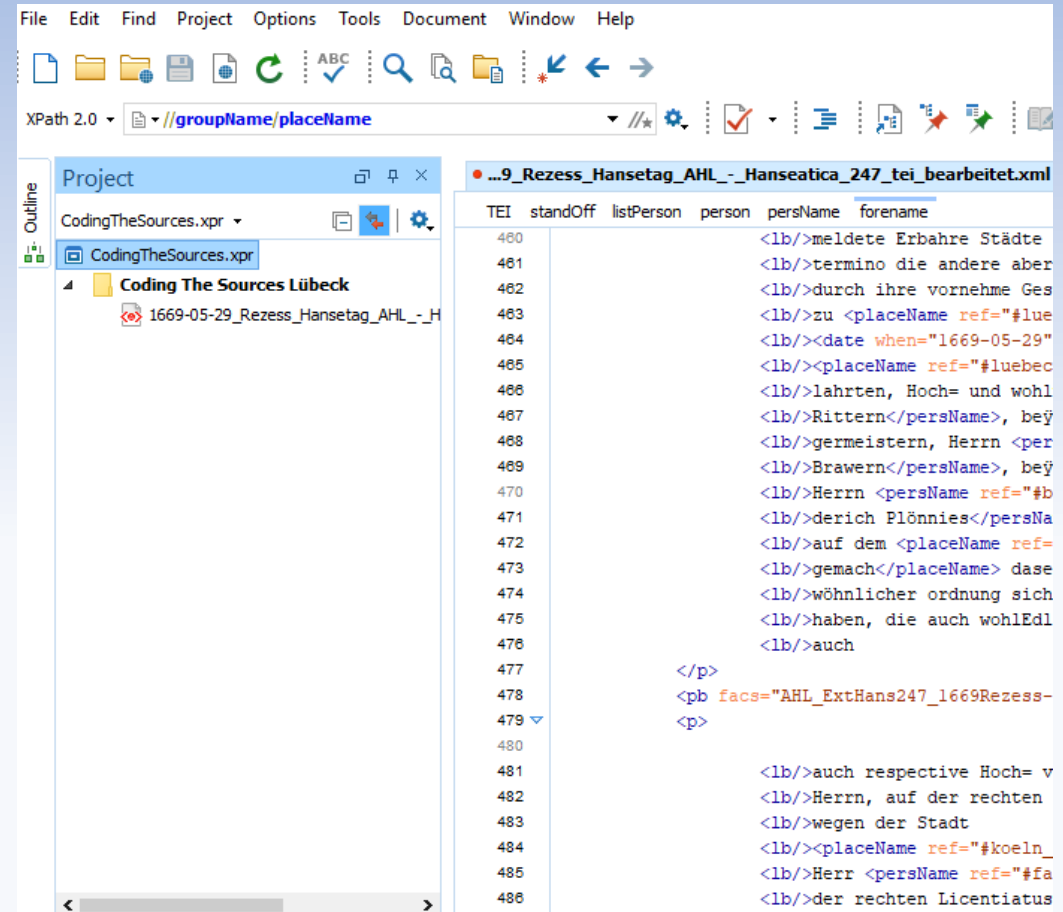 File Edit Find Project Options Tools Document Window Help
ABC
XPath 2.0 //groupName/placeName
Outline
Project
CodingTheSources.xpr
CodingTheSources.xpr
Coding The Sources Lübeck
1669-05-29_Rezess_Hansetag_AHL_-_H
...9_Rezess_Hansetag_AHL_-_Hanseatica_247_tei_bearbeitet.xml
TEI standOff listPerson person persName forename
460 <lb/>meldete Erbahre Städte
461 <lb/>termino die andere aber
462 <lb/>durch ihre vornehme Ges
463 <lb/>zu <placeName ref="#lue
464 <lb/><date when="1669-05-29"
465 <lb/><placeName ref="#luebec
466 <lb/>lahrten, Hoch= und wohl
467 <lb/>Rittern</persName>, beÿ
468 <lb/>germeistern, Herrn <per
469 <lb/>Brawern</persName>, beÿ
470 <lb/>Herrn <persName ref="#b
471 <lb/>derich Plönnies</persNa
472 <lb/>auf dem <placeName ref=
473 <lb/>gemach</placeName> dase
474 <lb/>wöhnlicher ordnung sich
475 <lb/>haben, die auch wohlEdl
476 <lb/>auch
477 </p>
478 <pb facs="AHL_ExtHans247_1669Rezess-
479 <p>
480
481 <lb/>auch respective Hoch= v
482 <lb/>Herrn, auf der rechten
483 <lb/>wegen der Stadt
484 <lb/><placeName ref="#koeln_
485 <lb/>Herr <persName ref="#fa
486 <lb/>der rechten Licentiatus